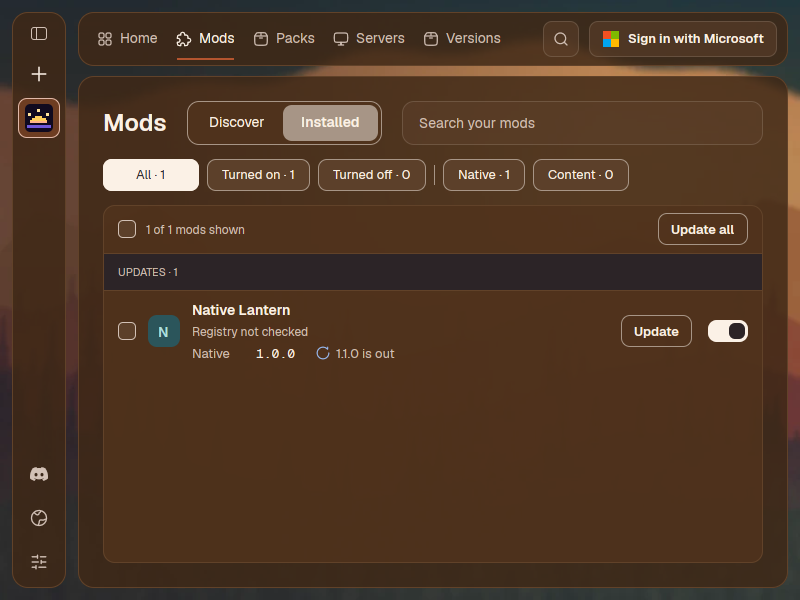 Home
Mods
Packs
Servers
Versions
Sign in with Microsoft
Mods
Discover
Installed
Search your mods
All · 1
Turned on · 1
Turned off · 0
Native · 1
Content · 0
1 of 1 mods shown
Update all
UPDATES · 1
N
Native Lantern
Registry not checked
Native
1.0.0
1.1.0 is out
Update